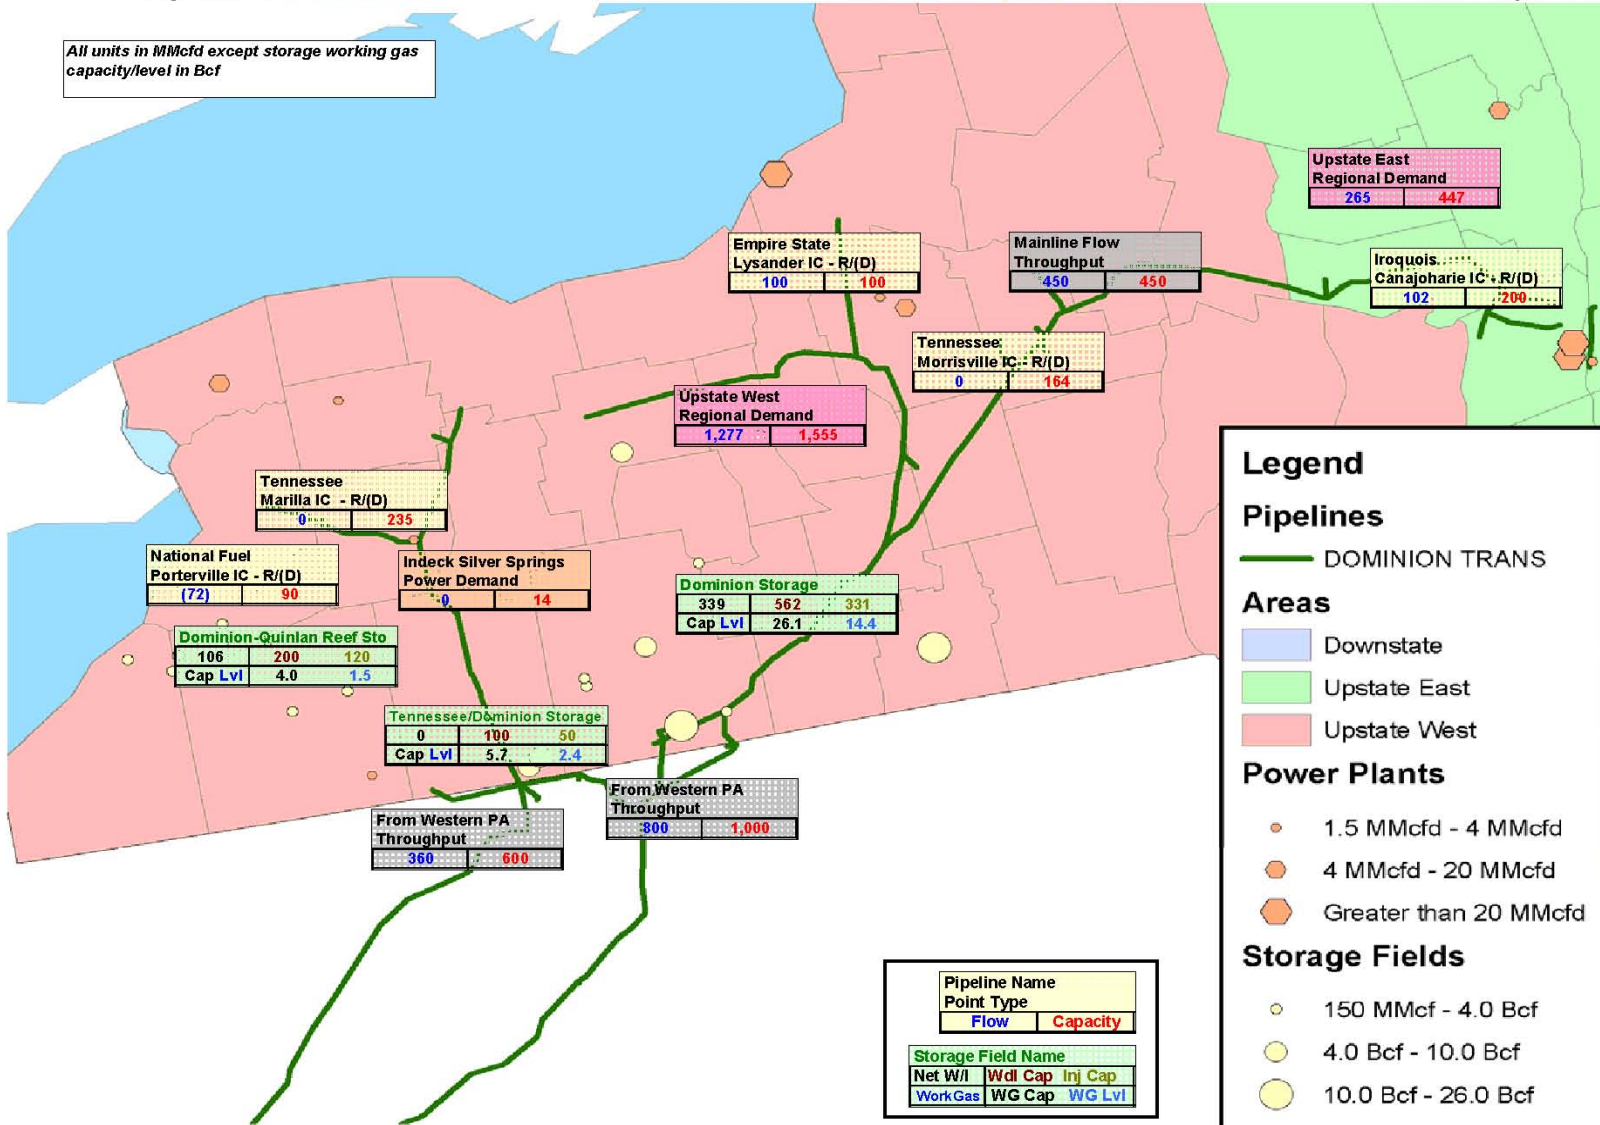 All units in MMcfd except storage working gas
capacity/level in Bcf
Upstate East
Regional Demand
265 447
Empire State
Lysander IC - R/(D)
100 100
Mainline Flow
Throughput
450 450
Iroquois
Canajoharie IC - R/(D)
102 200
Tennessee
Morrisville IC - R/(D)
0 164
Upstate West
Regional Demand
1,277 1,555
Tennessee
Marilla IC - R/(D)
0 235
National Fuel
Porterville IC - R/(D)
(72) 90
Indeck Silver Springs
Power Demand
0 14
Dominion Storage
339 562 331
Cap Lvl 26.1 14.4
Dominion-Quinlan Reef Sto
106 200 120
Cap Lvl 4.0 1.5
Tennessee/Dominion Storage
0 100 50
Cap Lvl 5.7 2.4
From Western PA
Throughput
800 1,000
From Western PA
Throughput
360 600
Pipeline Name
Point Type
Flow Capacity
Storage Field Name
Net W/I Wdl Cap Inj Cap
WorkGas WG Cap WG Lvl
Legend
Pipelines
DOMINION TRANS
Areas
Downstate
Upstate East
Upstate West
Power Plants
1.5 MMcfd - 4 MMcfd
4 MMcfd - 20 MMcfd
Greater than 20 MMcfd
Storage Fields
150 MMcf - 4.0 Bcf
4.0 Bcf - 10.0 Bcf
10.0 Bcf - 26.0 Bcf